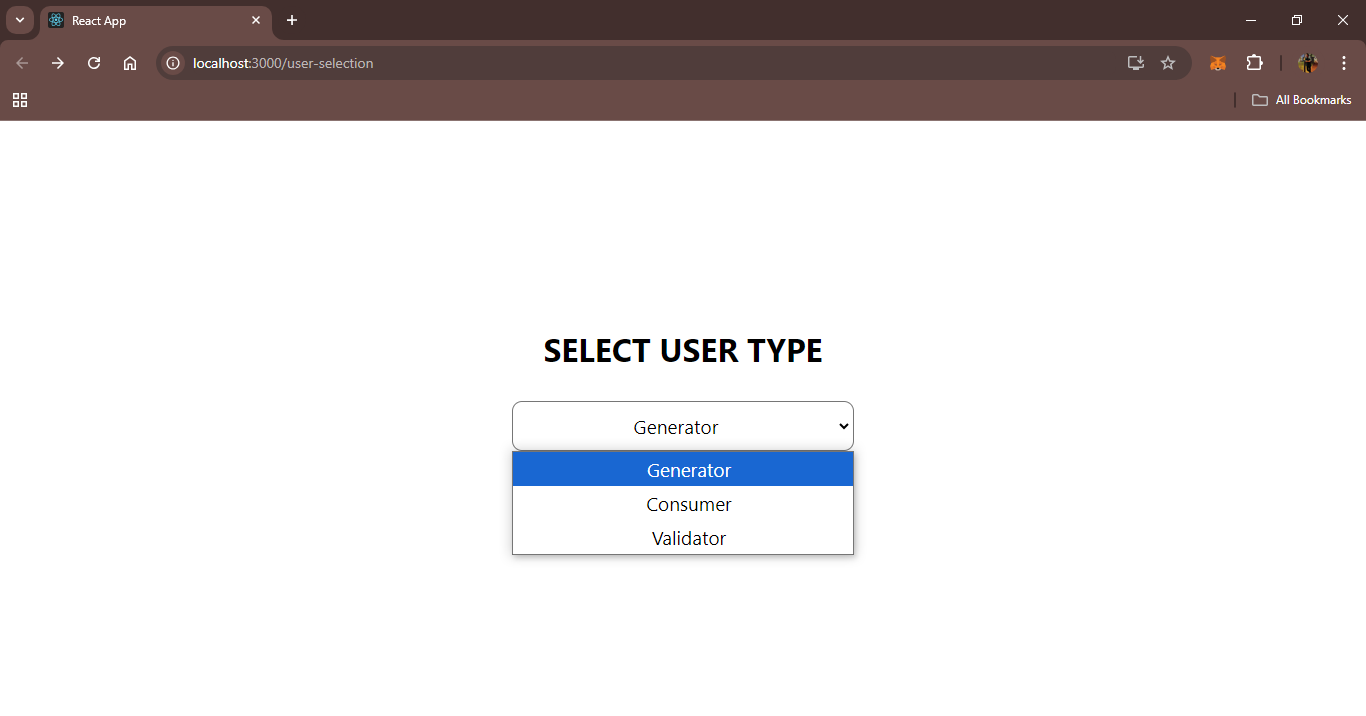 React App
localhost:3000/user-selection
All Bookmarks
SELECT USER TYPE
Generator
Generator
Consumer
Validator